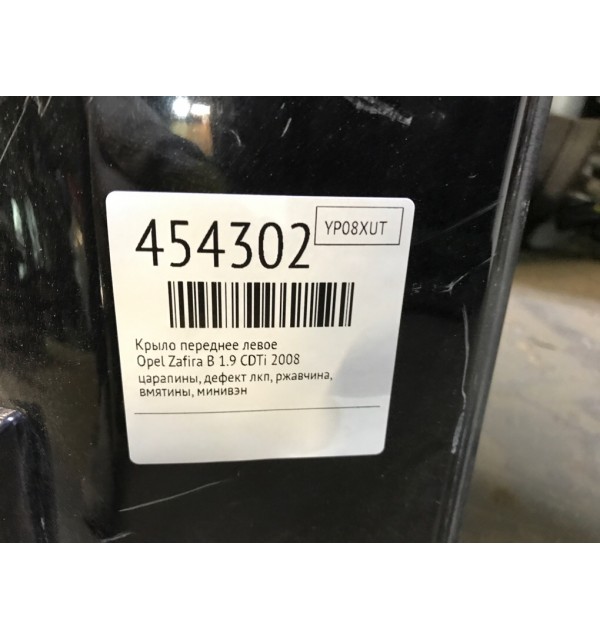 454302
YP08XUT
Крыло переднее левое
Opel Zafira B 1.9 CDTi 2008
царапины, дефект лкп, ржавчина,
вмятины, минивэн